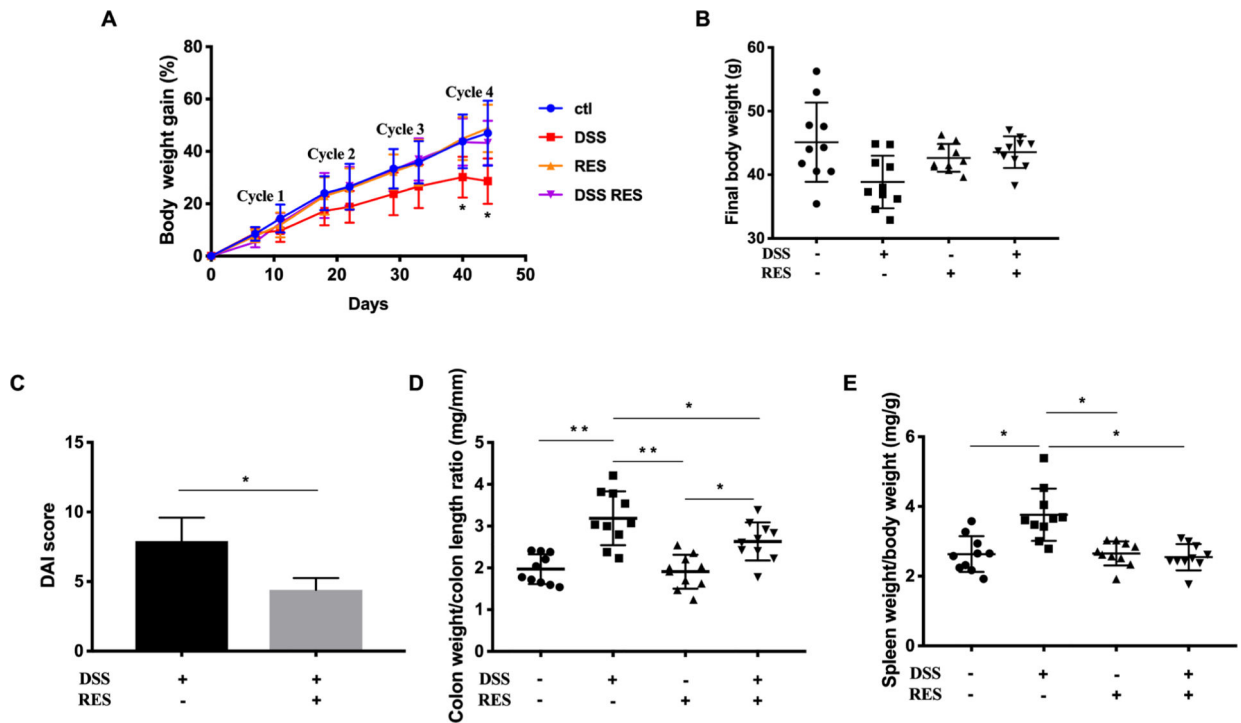 A
Body weight gain (%)
80
60
40
20
0
Cycle 1
Cycle 2
Cycle 3
Cycle 4
*
*
0
10
20
30
40
50
Days
ctl
DSS
RES
DSS RES
B
Final body weight (g)
60
50
40
30
DSS - + - +
RES - - + +
C
DAI score
15
10
5
0
*
DSS + +
RES - +
D
Colon weight/colon length ratio (mg/mm)
5
4
3
2
1
0
*
* *
* *
*
- + - +
- - + +
E
Spleen weight/body weight (mg/g)
6
4
2
0
*
*
*
DSS - + - +
RES - - + +